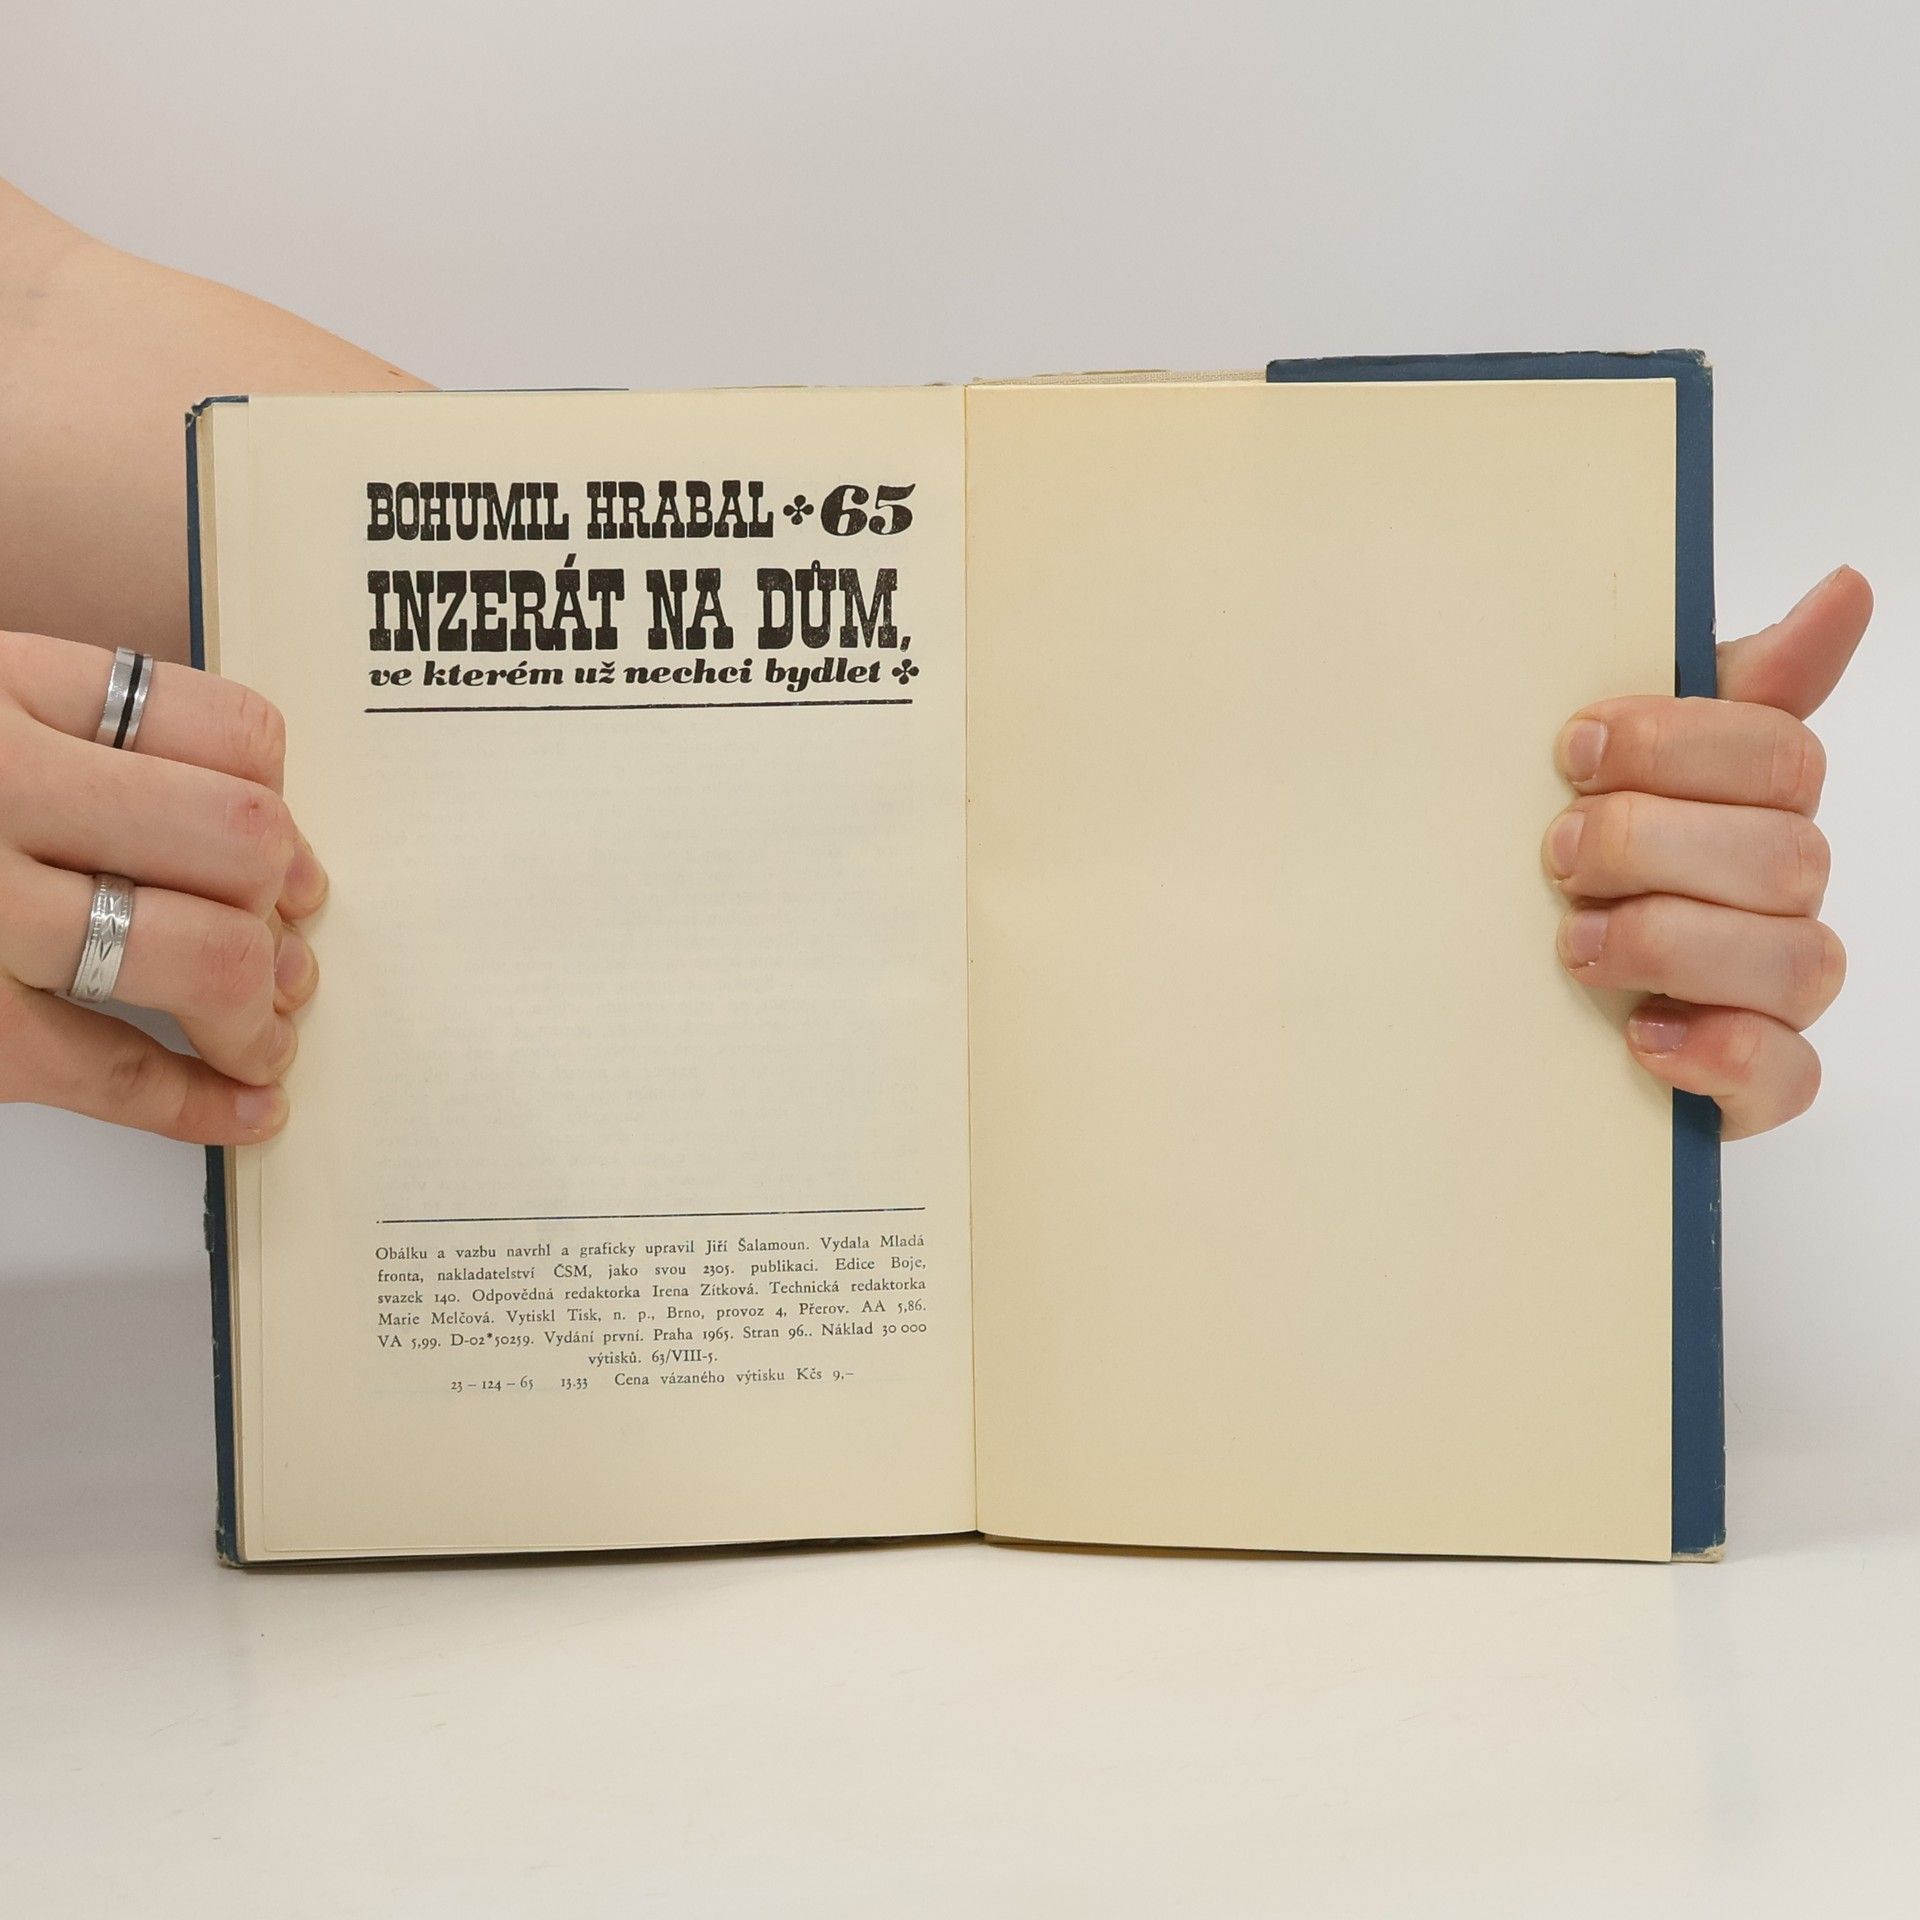 BOHUMIL HRABAL ✤ 65
INZERÁT NA DŮM,
ve kterém už nechci bydlet ✤
Obálku a vazbu navrhl a graficky upravil Jiří Šalamoun. Vydala Mladá
fronta, nakladatelství ČSM, jako svou 2305. publikaci. Edice Boje,
svazek 140. Odpovědná redaktorka Irena Zítková. Technická redaktorka
Marie Melčová. Vytiskl Tisk, n. p., Brno, provoz 4, Přerov. AA 5,86.
VA 5,99. D-02*50259. Vydání první. Praha 1965. Stran 96.. Náklad 30 000
výtisků. 63/VIII-5.
23 – 124 – 65 13.33 Cena vázaného výtisku Kčs 9,–